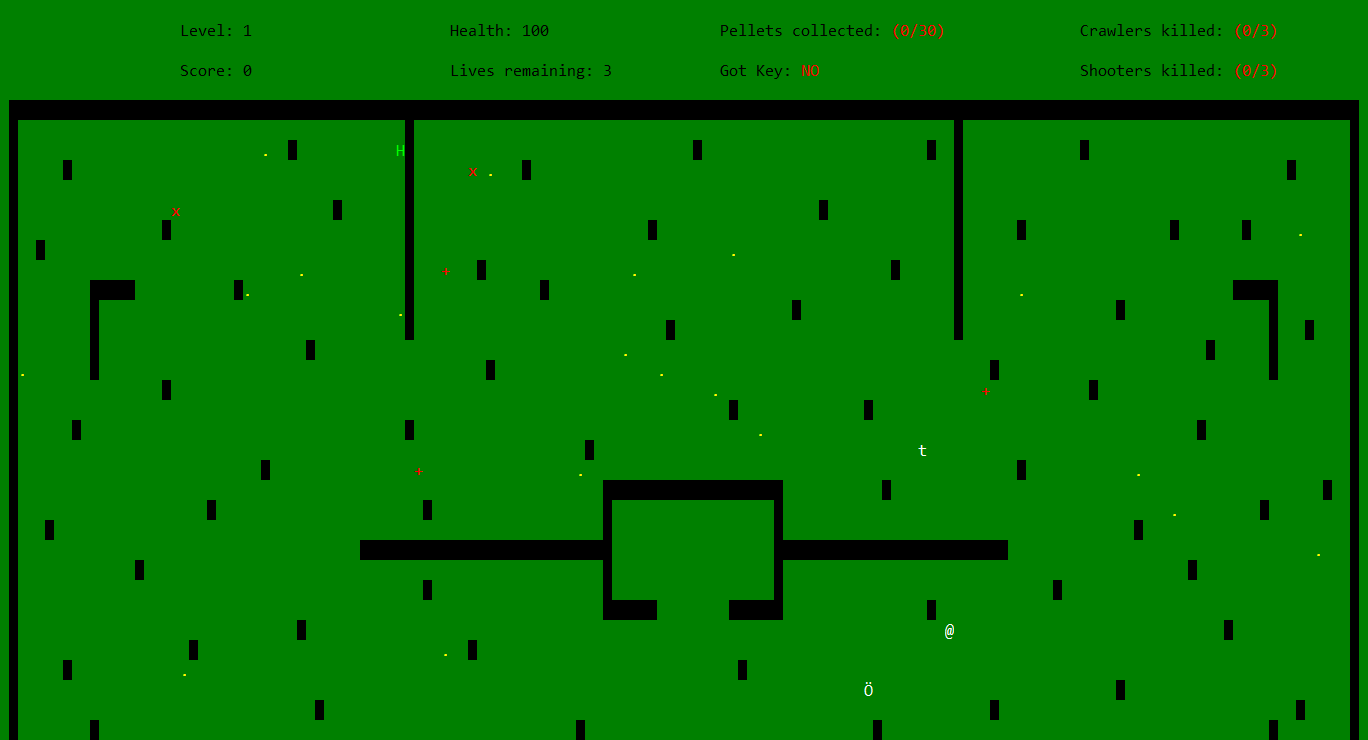 Level: 1 Health: 100 Pellets collected: (0/30) Crawlers killed: (0/3)
Score: 0 Lives remaining: 3 Got Key: NO Shooters killed: (0/3)
H
x
x
+
+
t
+
@
Ö